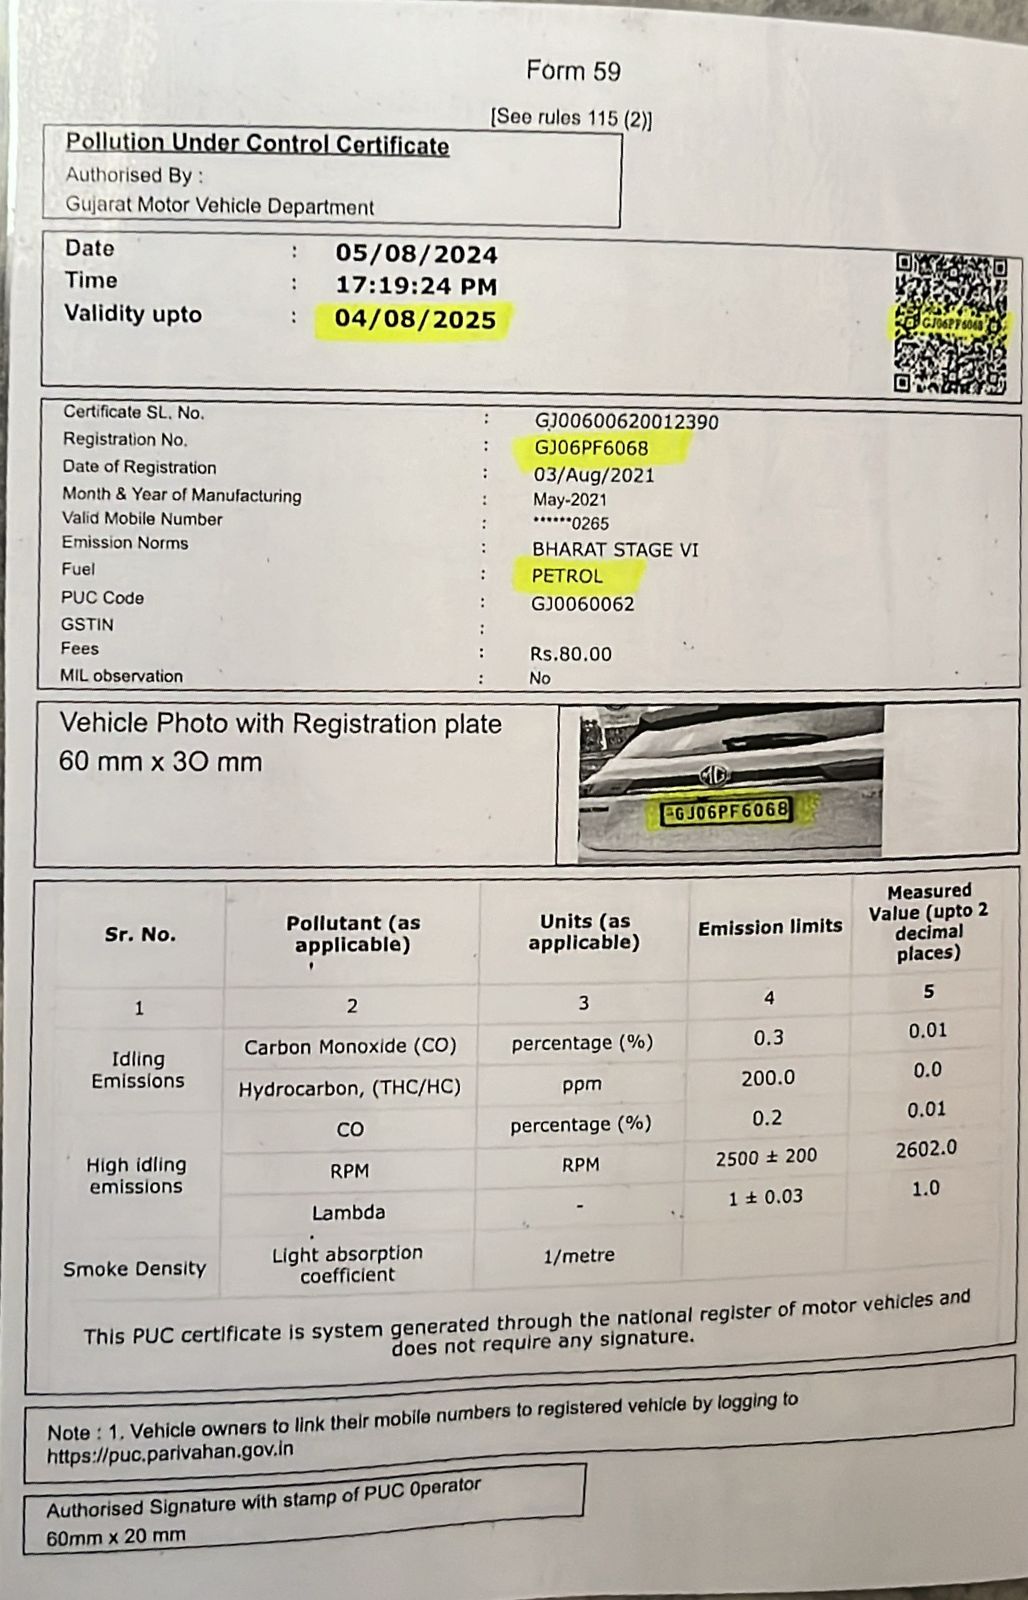 Form 59
[See rules 115 (2)]
Pollution Under Control Certificate
Authorised By :
Gujarat Motor Vehicle Department
Date : 05/08/2024
Time : 17:19:24 PM
Validity upto : 04/08/2025
GJ06PF6068
Certificate SL. No. : GJ00600620012390
Registration No. : GJ06PF6068
Date of Registration : 03/Aug/2021
Month & Year of Manufacturing : May-2021
Valid Mobile Number : ******0265
Emission Norms : BHARAT STAGE VI
Fuel : PETROL
PUC Code : GJ0060062
GSTIN :
Fees : Rs.80.00
MIL observation : No
Vehicle Photo with Registration plate
60 mm x 3O mm
MG
GJ06PF6068
Sr. No. Pollutant (as applicable) Units (as applicable) Emission limits Measured Value (upto 2 decimal places)
1 2 3 4 5
Idling Emissions Carbon Monoxide (CO) percentage (%) 0.3 0.01
Hydrocarbon, (THC/HC) ppm 200.0 0.0
High idling emissions CO percentage (%) 0.2 0.01
RPM RPM 2500 ± 200 2602.0
Lambda - 1 ± 0.03 1.0
Smoke Density Light absorption coefficient 1/metre
This PUC certificate is system generated through the national register of motor vehicles and
does not require any signature.
Note : 1. Vehicle owners to link their mobile numbers to registered vehicle by logging to
https://puc.parivahan.gov.in
Authorised Signature with stamp of PUC 0perator
60mm x 20 mm